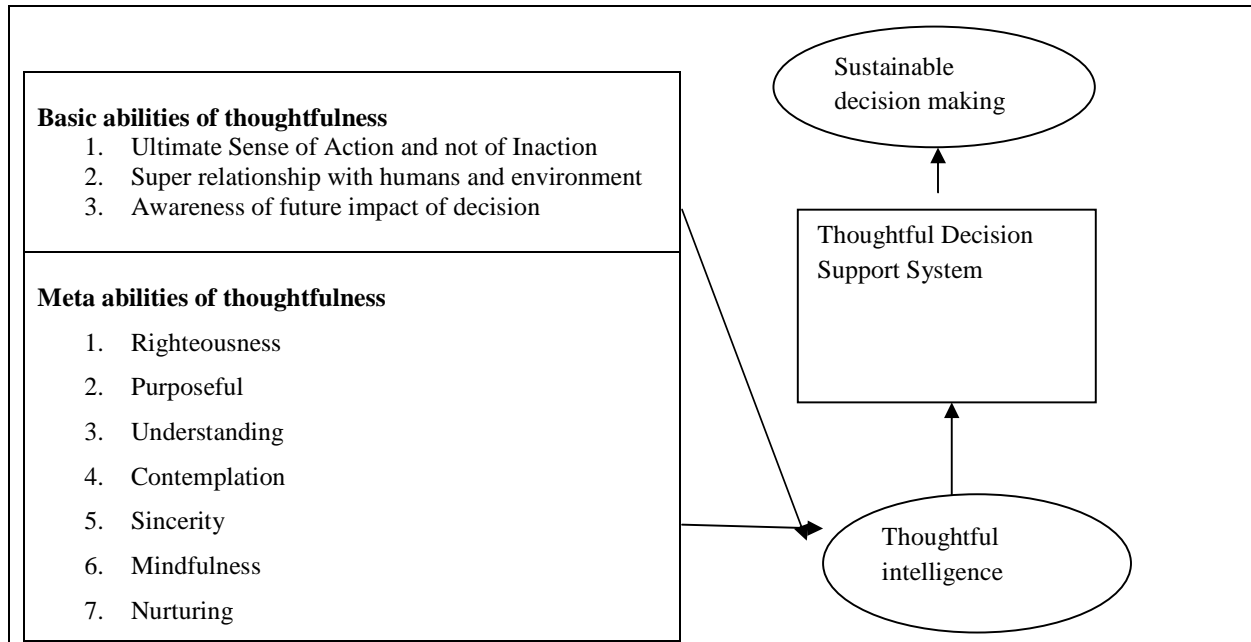 Basic abilities of thoughtfulness
1. Ultimate Sense of Action and not of Inaction
2. Super relationship with humans and environment
3. Awareness of future impact of decision
Meta abilities of thoughtfulness
1. Righteousness
2. Purposeful
3. Understanding
4. Contemplation
5. Sincerity
6. Mindfulness
7. Nurturing
Sustainable
decision making
Thoughtful Decision
Support System
Thoughtful
intelligence